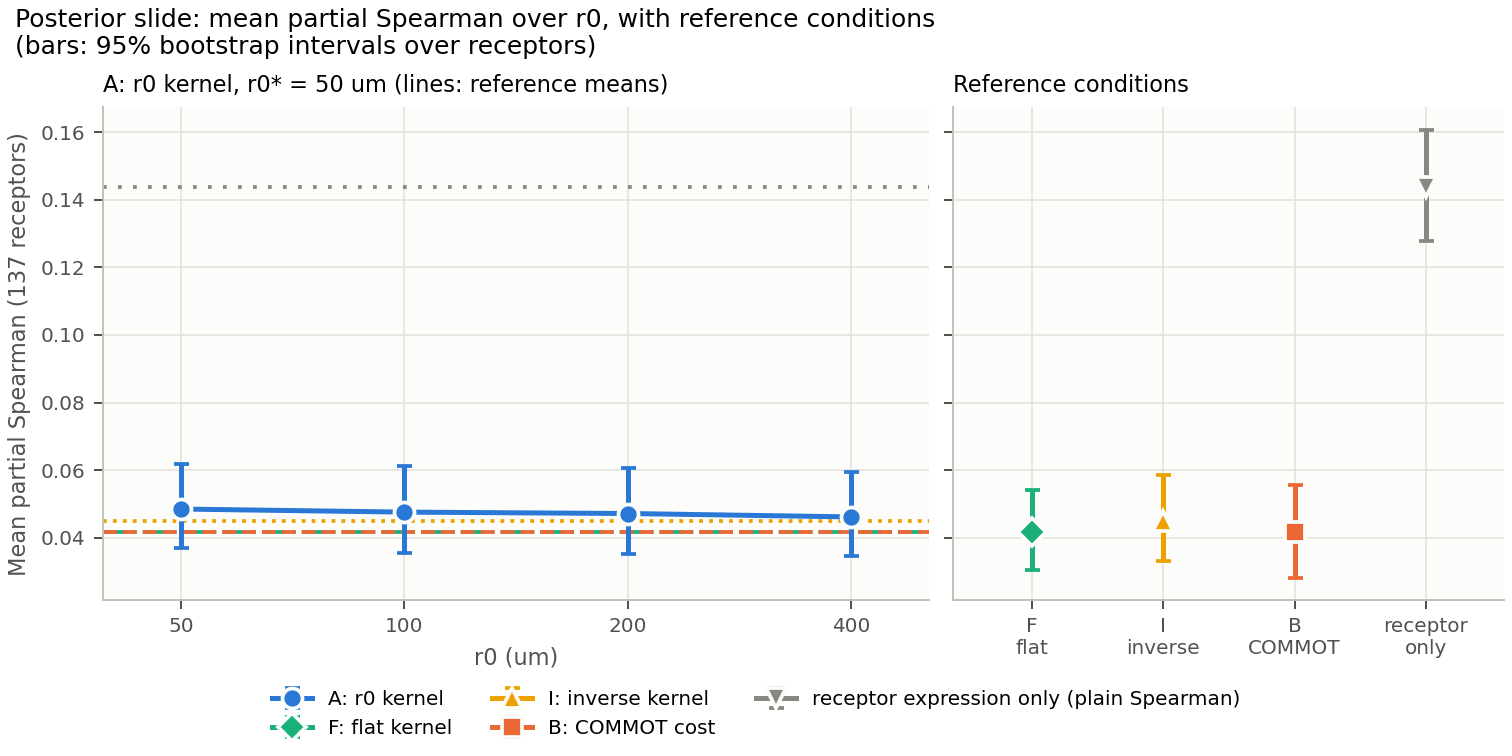 Posterior slide: mean partial Spearman over r0, with reference conditions
(bars: 95% bootstrap intervals over receptors)
A: r0 kernel, r0* = 50 um (lines: reference means)
Reference conditions
Mean partial Spearman (137 receptors)
0.16
0.14
0.12
0.10
0.08
0.06
0.04
50
100
200
400
r0 (um)
F
flat
I
inverse
B
COMMOT
receptor
only
A: r0 kernel
F: flat kernel
I: inverse kernel
B: COMMOT cost
receptor expression only (plain Spearman)